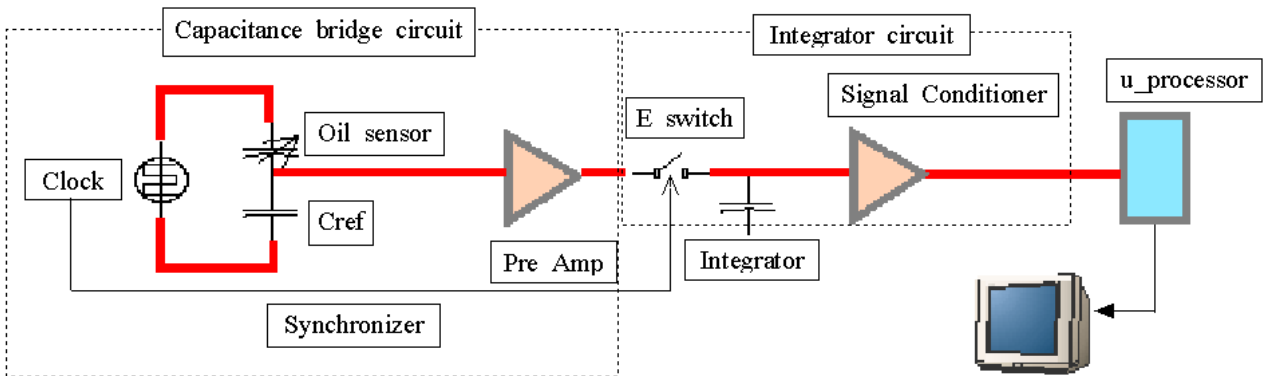 Capacitance bridge circuit
Integrator circuit
u_processor
Signal Conditioner
E switch
Oil sensor
Clock
Cref
Pre Amp
Integrator
Synchronizer